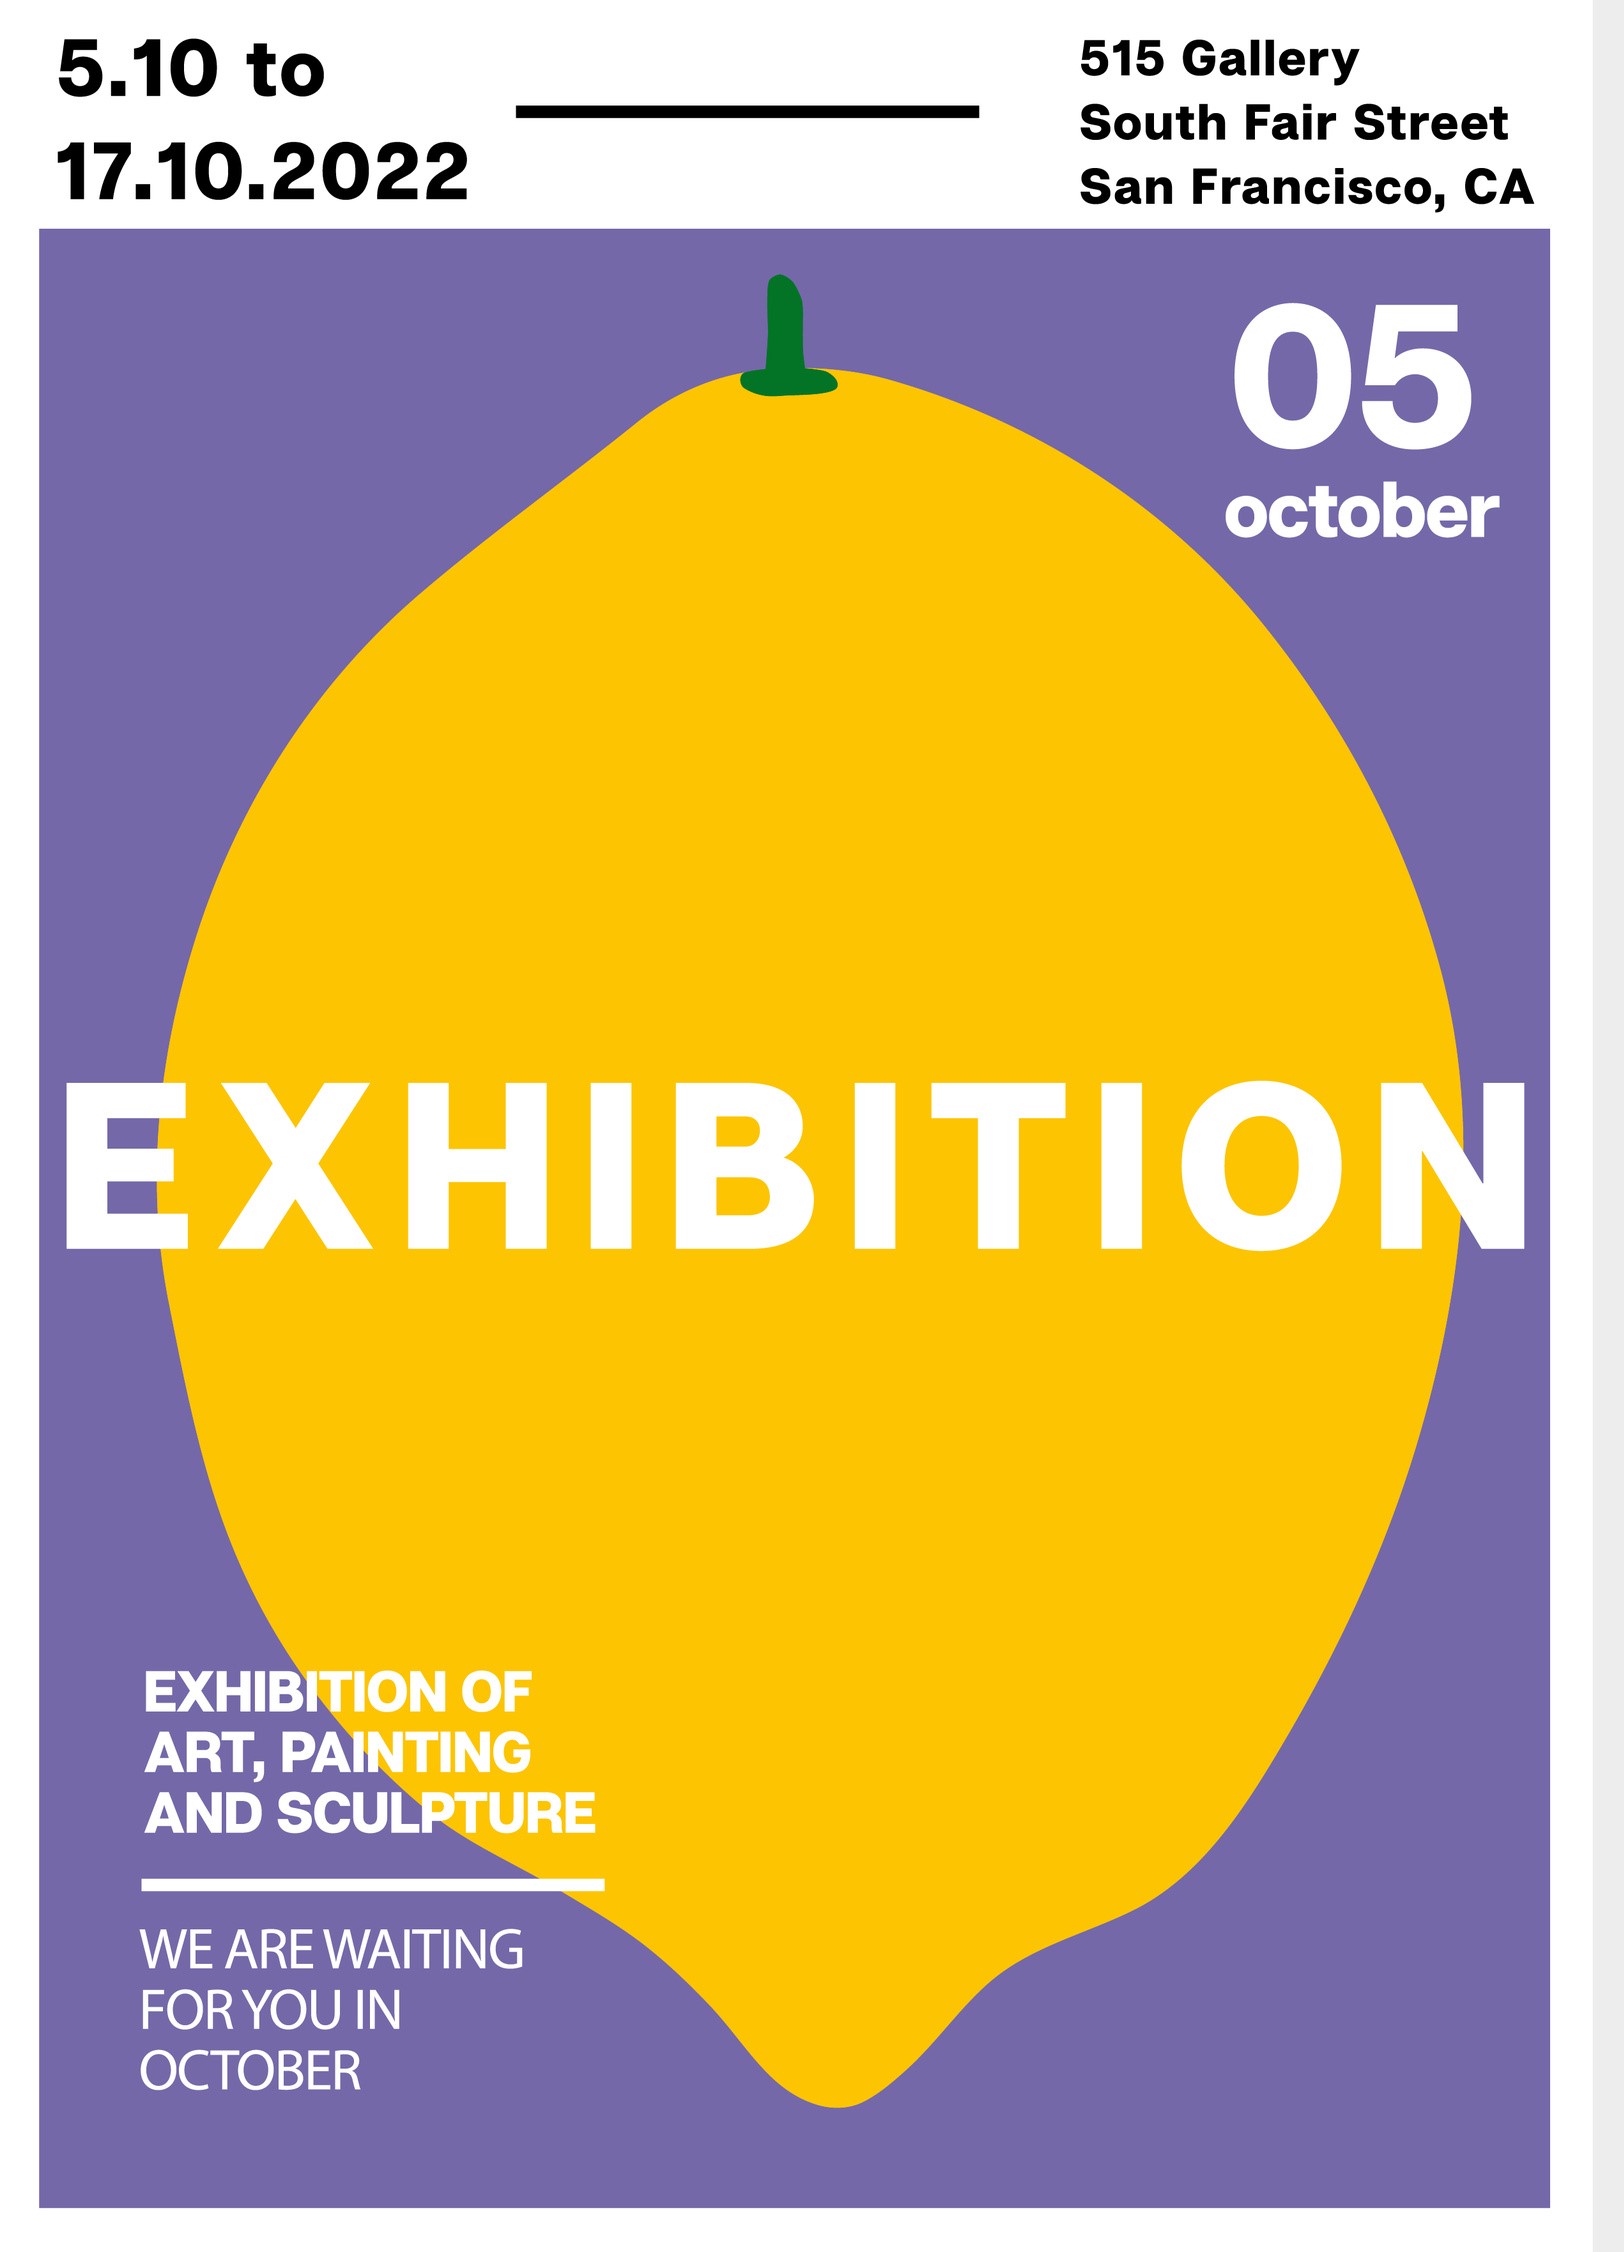 5.10 to
17.10.2022
515 Gallery
South Fair Street
San Francisco, CA
05
october
EXHIBITION
EXHIBITION OF
ART, PAINTING
AND SCULPTURE
WE ARE WAITING
FOR YOU IN
OCTOBER